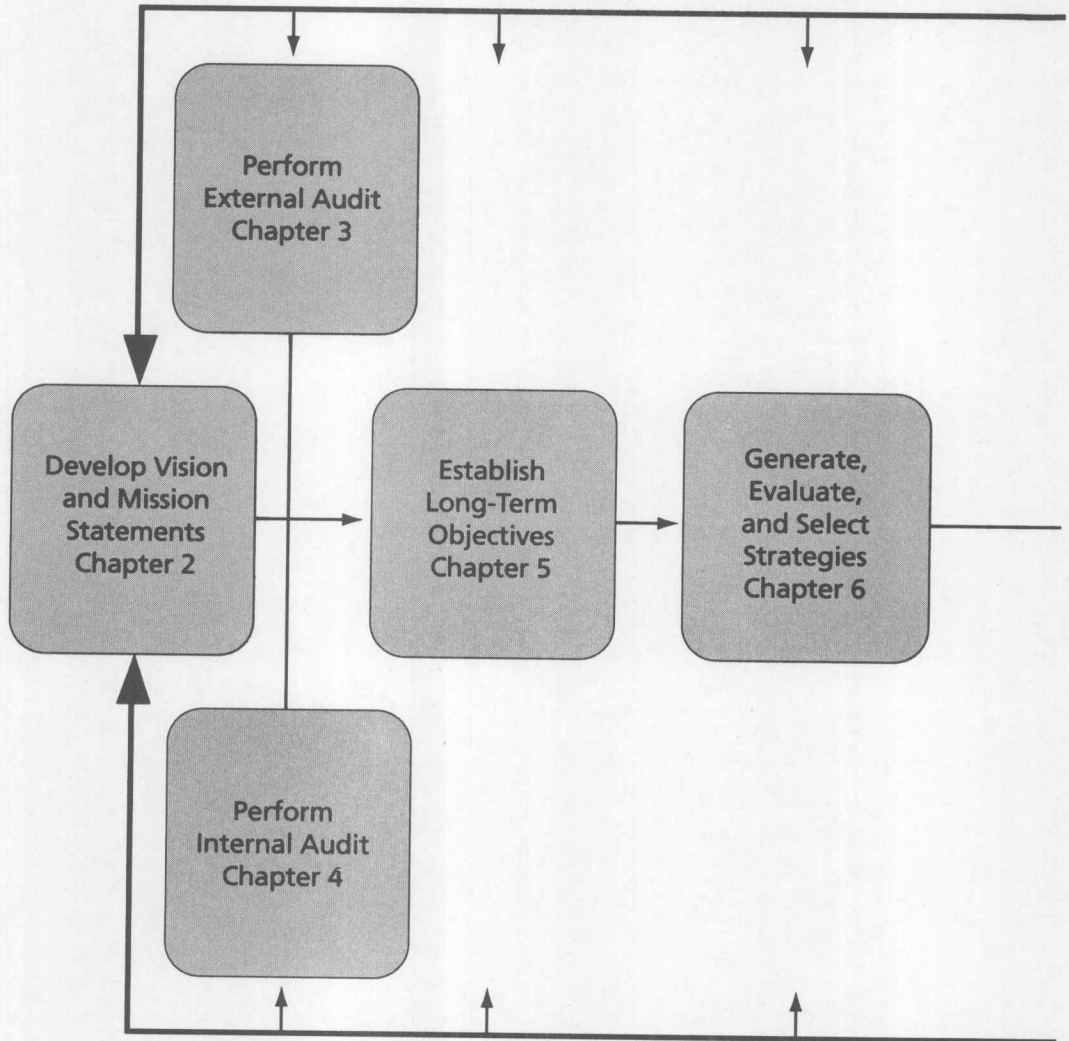 Perform
External Audit
Chapter 3
Develop Vision
and Mission
Statements
Chapter 2
Establish
Long-Term
Objectives
Chapter 5
Generate,
Evaluate,
and Select
Strategies
Chapter 6
Perform
Internal Audit
Chapter 4